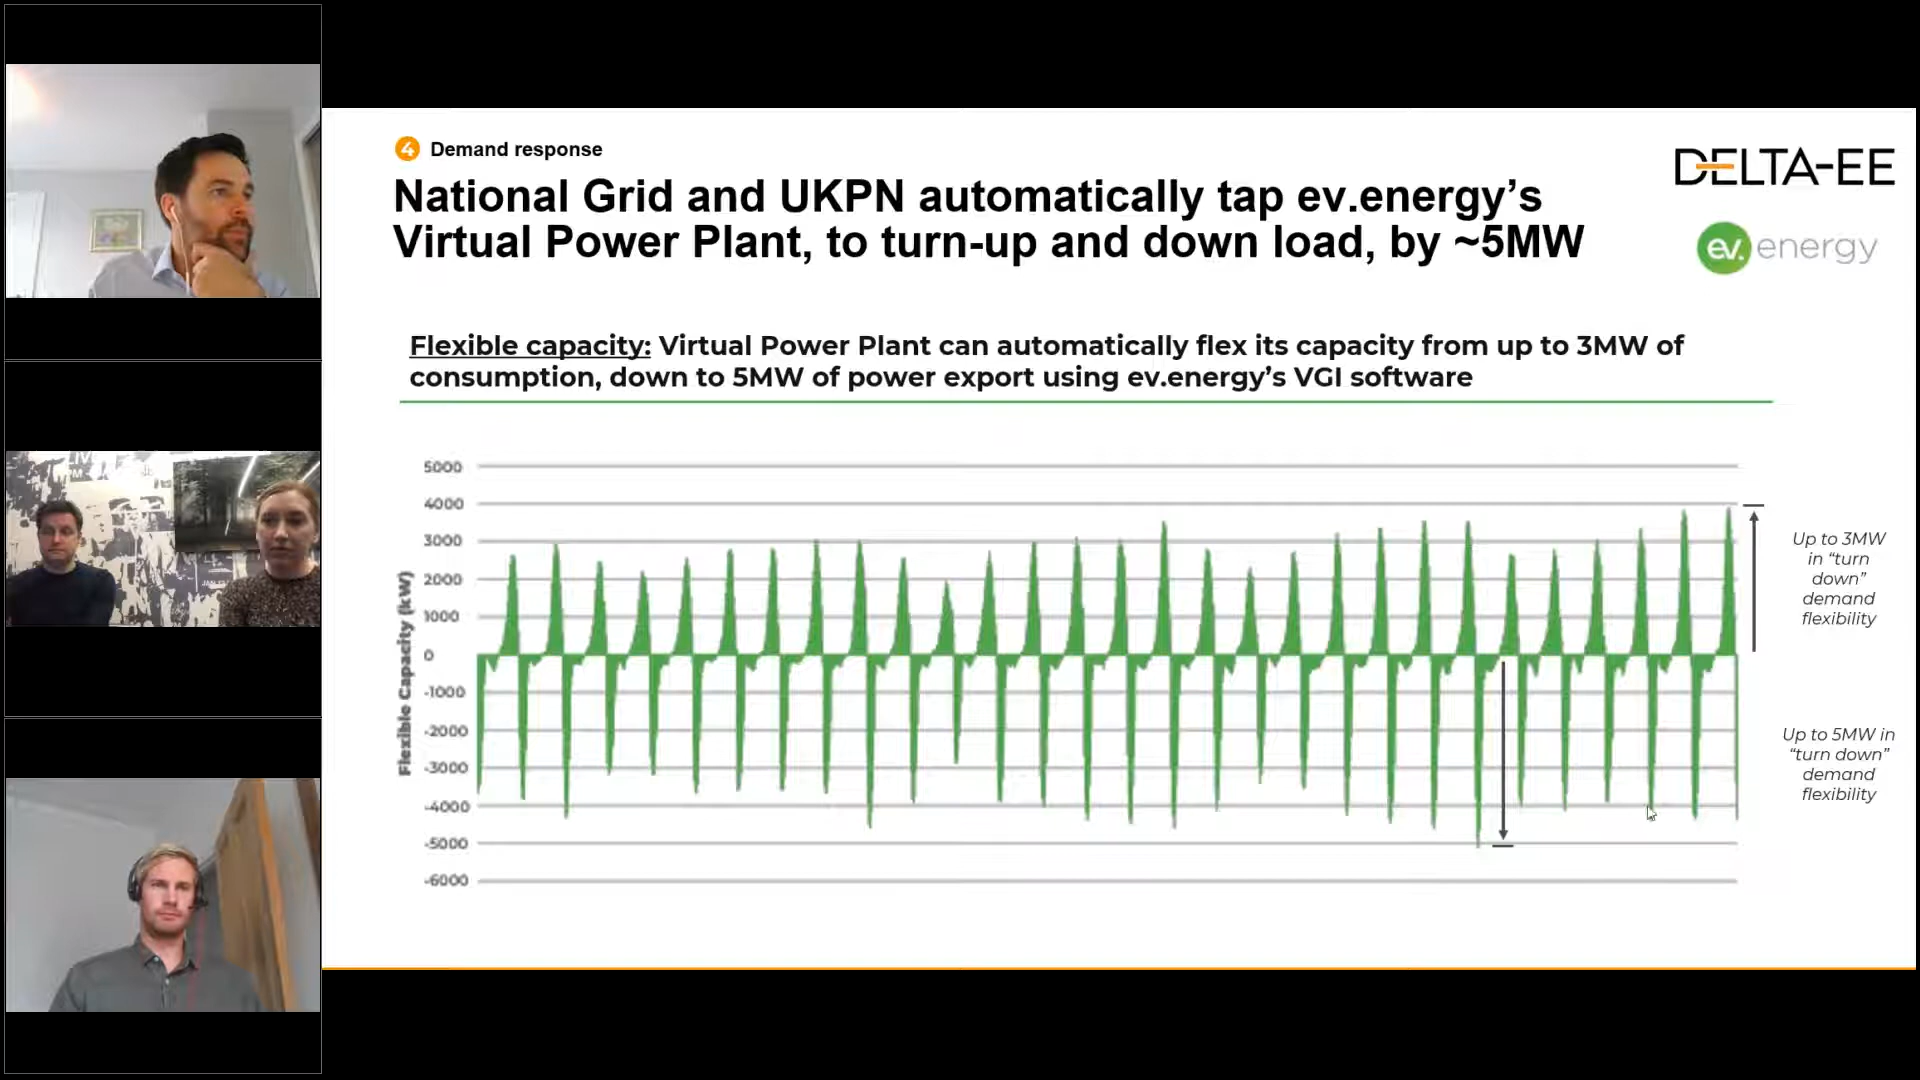 4 Demand response
National Grid and UKPN automatically tap ev.energy’s
Virtual Power Plant, to turn-up and down load, by ~5MW
DELTA-EE
ev. energy
Flexible capacity: Virtual Power Plant can automatically flex its capacity from up to 3MW of
consumption, down to 5MW of power export using ev.energy’s VGI software
Flexible Capacity (kW)
5000
4000
3000
2000
1000
0
-1000
-2000
-3000
-4000
-5000
-6000
Up to 3MW
in “turn
down”
demand
flexibility
Up to 5MW in
“turn down”
demand
flexibility